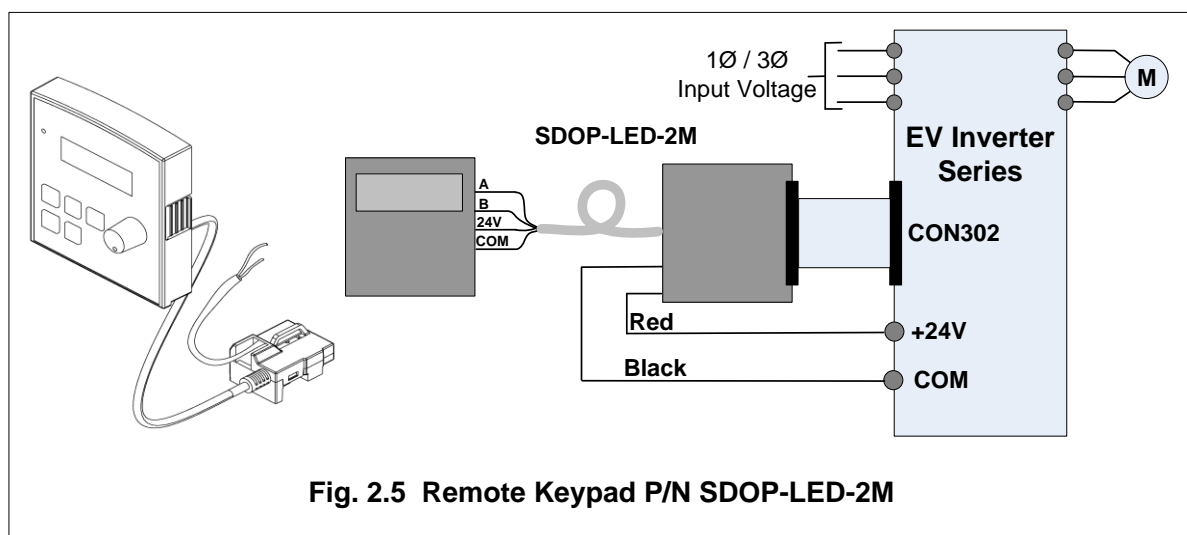 1Ø / 3Ø
Input Voltage
M
EV Inverter
Series
SDOP-LED-2M
A
B
24V
COM
CON302
Red
+24V
Black
COM
Fig. 2.5 Remote Keypad P/N SDOP-LED-2M